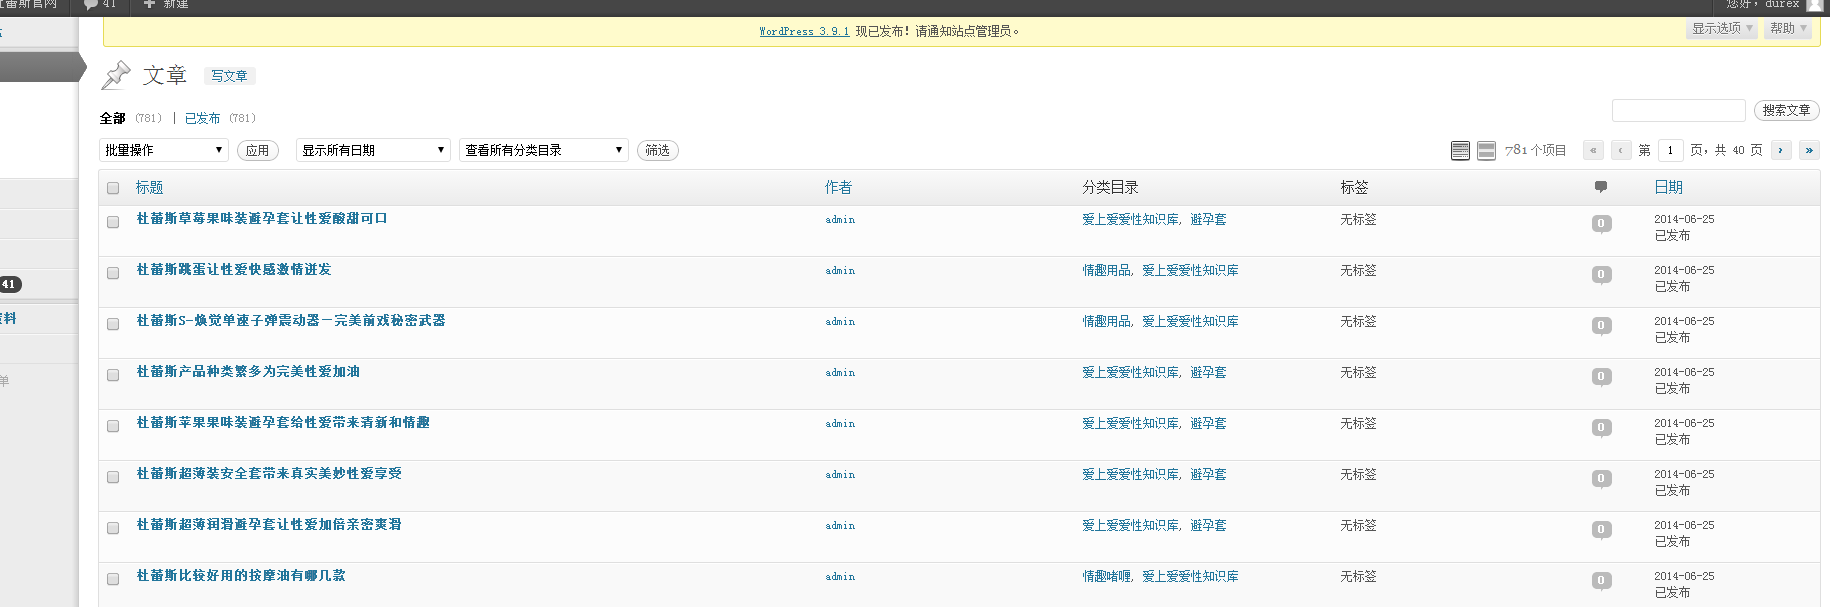 杜蕾斯官网 41 新建 您好，durex
WordPress 3.9.1 现已发布！请通知站点管理员。 显示选项 帮助
文章 写文章
全部 (781) | 已发布 (781) 搜索文章
批量操作 应用 显示所有日期 查看所有分类目录 筛选 781个项目 « ‹ 第 1 页，共 40 页 › »
标题 作者 分类目录 标签 日期
杜蕾斯草莓果味装避孕套让性爱酸甜可口 admin 爱上爱爱性知识库, 避孕套 无标签 0 2014-06-25
已发布
杜蕾斯跳蛋让性爱快感激情迸发 admin 情趣用品, 爱上爱爱性知识库 无标签 0 2014-06-25
已发布
41
杜蕾斯S-焕觉单速子弹震动器－完美前戏秘密武器 admin 情趣用品, 爱上爱爱性知识库 无标签 0 2014-06-25
资料
已发布
杜蕾斯产品种类繁多为完美性爱加油 admin 爱上爱爱性知识库, 避孕套 无标签 0 2014-06-25
单
已发布
杜蕾斯苹果果味装避孕套给性爱带来清新和情趣 admin 爱上爱爱性知识库, 避孕套 无标签 0 2014-06-25
已发布
杜蕾斯超薄装安全套带来真实美妙性爱享受 admin 爱上爱爱性知识库, 避孕套 无标签 0 2014-06-25
已发布
杜蕾斯超薄润滑避孕套让性爱加倍亲密爽滑 admin 爱上爱爱性知识库, 避孕套 无标签 0 2014-06-25
已发布
杜蕾斯比较好用的按摩油有哪几款 admin 情趣啫喱, 爱上爱爱性知识库 无标签 0 2014-06-25
已发布